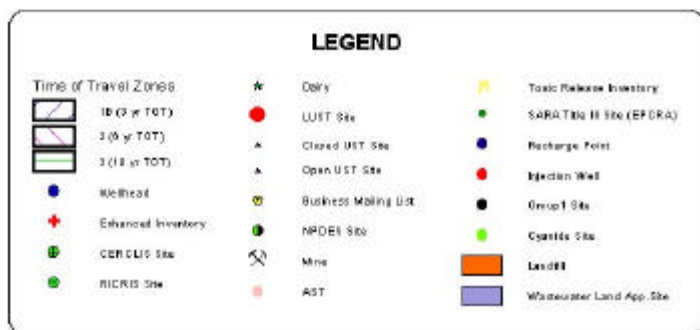 LEGEND
Time of Travel Zones
1B (3 yr TOT)
2 (6 yr TOT)
3 (10 yr TOT)
Wellhead
Enhanced Inventory
CERCLIS Site
RICRIS Site
Dairy
LUST Site
Closed UST Site
Open UST Site
Business Mailing List
NPDES Site
Mine
AST
Toxic Release Inventory
SARA Title III Site (EPCRA)
Recharge Point
Injection Well
Group1 Site
Cyanide Site
Landfill
Wastewater Land App. Site